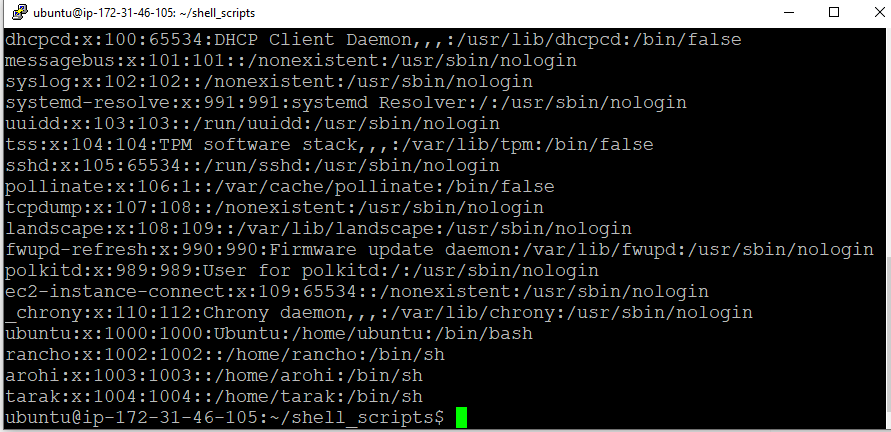 ubuntu@ip-172-31-46-105: ~/shell_scripts
dhcpcd:x:100:65534:DHCP Client Daemon,,,:/usr/lib/dhcpcd:/bin/false
messagebus:x:101:101::/nonexistent:/usr/sbin/nologin
syslog:x:102:102::/nonexistent:/usr/sbin/nologin
systemd-resolve:x:991:991:systemd Resolver:/:/usr/sbin/nologin
uuidd:x:103:103::/run/uuidd:/usr/sbin/nologin
tss:x:104:104:TPM software stack,,,:/var/lib/tpm:/bin/false
sshd:x:105:65534::/run/sshd:/usr/sbin/nologin
pollinate:x:106:1::/var/cache/pollinate:/bin/false
tcpdump:x:107:108::/nonexistent:/usr/sbin/nologin
landscape:x:108:109::/var/lib/landscape:/usr/sbin/nologin
fwupd-refresh:x:990:990:Firmware update daemon:/var/lib/fwupd:/usr/sbin/nologin
polkitd:x:989:989:User for polkitd:/:/usr/sbin/nologin
ec2-instance-connect:x:109:65534::/nonexistent:/usr/sbin/nologin
_chrony:x:110:112:Chrony daemon,,,:/var/lib/chrony:/usr/sbin/nologin
ubuntu:x:1000:1000:Ubuntu:/home/ubuntu:/bin/bash
rancho:x:1002:1002::/home/rancho:/bin/sh
arohi:x:1003:1003::/home/arohi:/bin/sh
tarak:x:1004:1004::/home/tarak:/bin/sh
ubuntu@ip-172-31-46-105:~/shell_scripts$